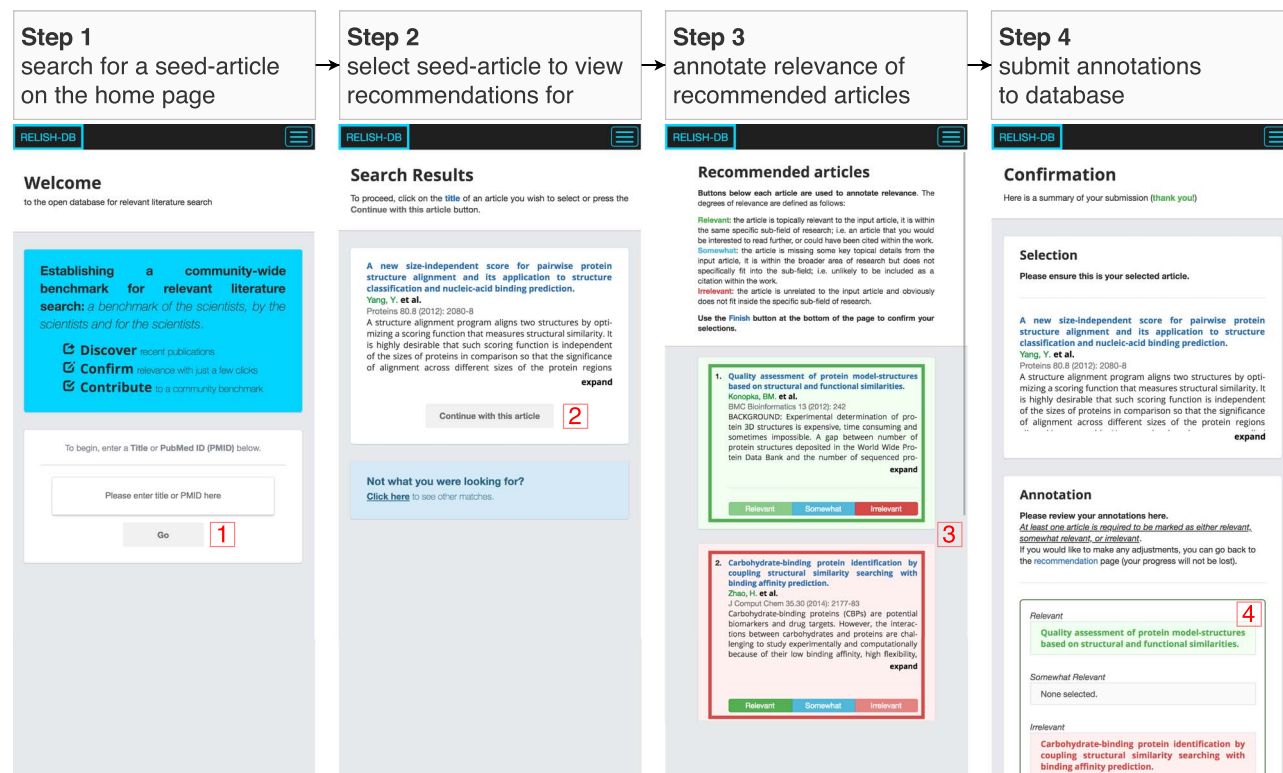 Step 1
search for a seed-article
on the home page
Step 2
select seed-article to view
recommendations for
Step 3
annotate relevance of
recommended articles
Step 4
submit annotations
to database
RELISH-DB
Welcome
to the open database for relevant literature search
Establishing a community-wide
benchmark for relevant literature
search: a benchmark of the scientists, by the
scientists and for the scientists.
Discover recent publications
Confirm relevance with just a few clicks
Contribute to a community benchmark
To begin, enter a Title or PubMed ID (PMID) below.
Please enter title or PMID here
Go
1
RELISH-DB
Search Results
To proceed, click on the title of an article you wish to select or press the
Continue with this article button.
A new size-independent score for pairwise protein
structure alignment and its application to structure
classification and nucleic-acid binding prediction.
Yang, Y. et al.
Proteins 80.8 (2012): 2080-8
A structure alignment program aligns two structures by opti-
mizing a scoring function that measures structural similarity. It
is highly desirable that such scoring function is independent
of the sizes of proteins in comparison so that the significance
of alignment across different sizes of the protein regions
expand
Continue with this article
2
Not what you were looking for?
Click here to see other matches.
RELISH-DB
Recommended articles
Buttons below each article are used to annotate relevance. The
degrees of relevance are defined as follows:
Relevant: the article is topically relevant to the input article, it is within
the same specific sub-field of research; i.e. an article that you would
be interested to read further, or could have been cited within the work.
Somewhat: the article is missing some key topical details from the
input article, it is within the broader area of research but does not
specifically fit into the sub-field; i.e. unlikely to be included as a
citation within the work.
Irrelevant: the article is unrelated to the input article and obviously
does not fit inside the specific sub-field of research.
Use the Finish button at the bottom of the page to confirm your
selections.
1. Quality assessment of protein model-structures
based on structural and functional similarities.
Konopka, BM. et al.
BMC Bioinformatics 13 (2012): 242
BACKGROUND: Experimental determination of pro-
tein 3D structures is expensive, time consuming and
sometimes impossible. A gap between number of
protein structures deposited in the World Wide Pro-
tein Data Bank and the number of sequenced pro-
expand
Relevant Somewhat Irrelevant
3
2. Carbohydrate-binding protein identification by
coupling structural similarity searching with
binding affinity prediction.
Zhao, H. et al.
J Comput Chem 35.30 (2014): 2177-83
Carbohydrate-binding proteins (CBPs) are potential
biomarkers and drug targets. However, the interac-
tions between carbohydrates and proteins are chal-
lenging to study experimentally and computationally
because of their low binding affinity, high flexibility,
expand
Relevant Somewhat Irrelevant
RELISH-DB
Confirmation
Here is a summary of your submission (thank you!)
Selection
Please ensure this is your selected article.
A new size-independent score for pairwise protein
structure alignment and its application to structure
classification and nucleic-acid binding prediction.
Yang, Y. et al.
Proteins 80.8 (2012): 2080-8
A structure alignment program aligns two structures by opti-
mizing a scoring function that measures structural similarity. It
is highly desirable that such scoring function is independent
of the sizes of proteins in comparison so that the significance
of alignment across different sizes of the protein regions
expand
Annotation
Please review your annotations here.
At least one article is required to be marked as either relevant,
somewhat relevant, or irrelevant.
If you would like to make any adjustments, you can go back to
the recommendation page (your progress will not be lost).
4
Relevant
Quality assessment of protein model-structures
based on structural and functional similarities.
Somewhat Relevant
None selected.
Irrelevant
Carbohydrate-binding protein identification by
coupling structural similarity searching with
binding affinity prediction.